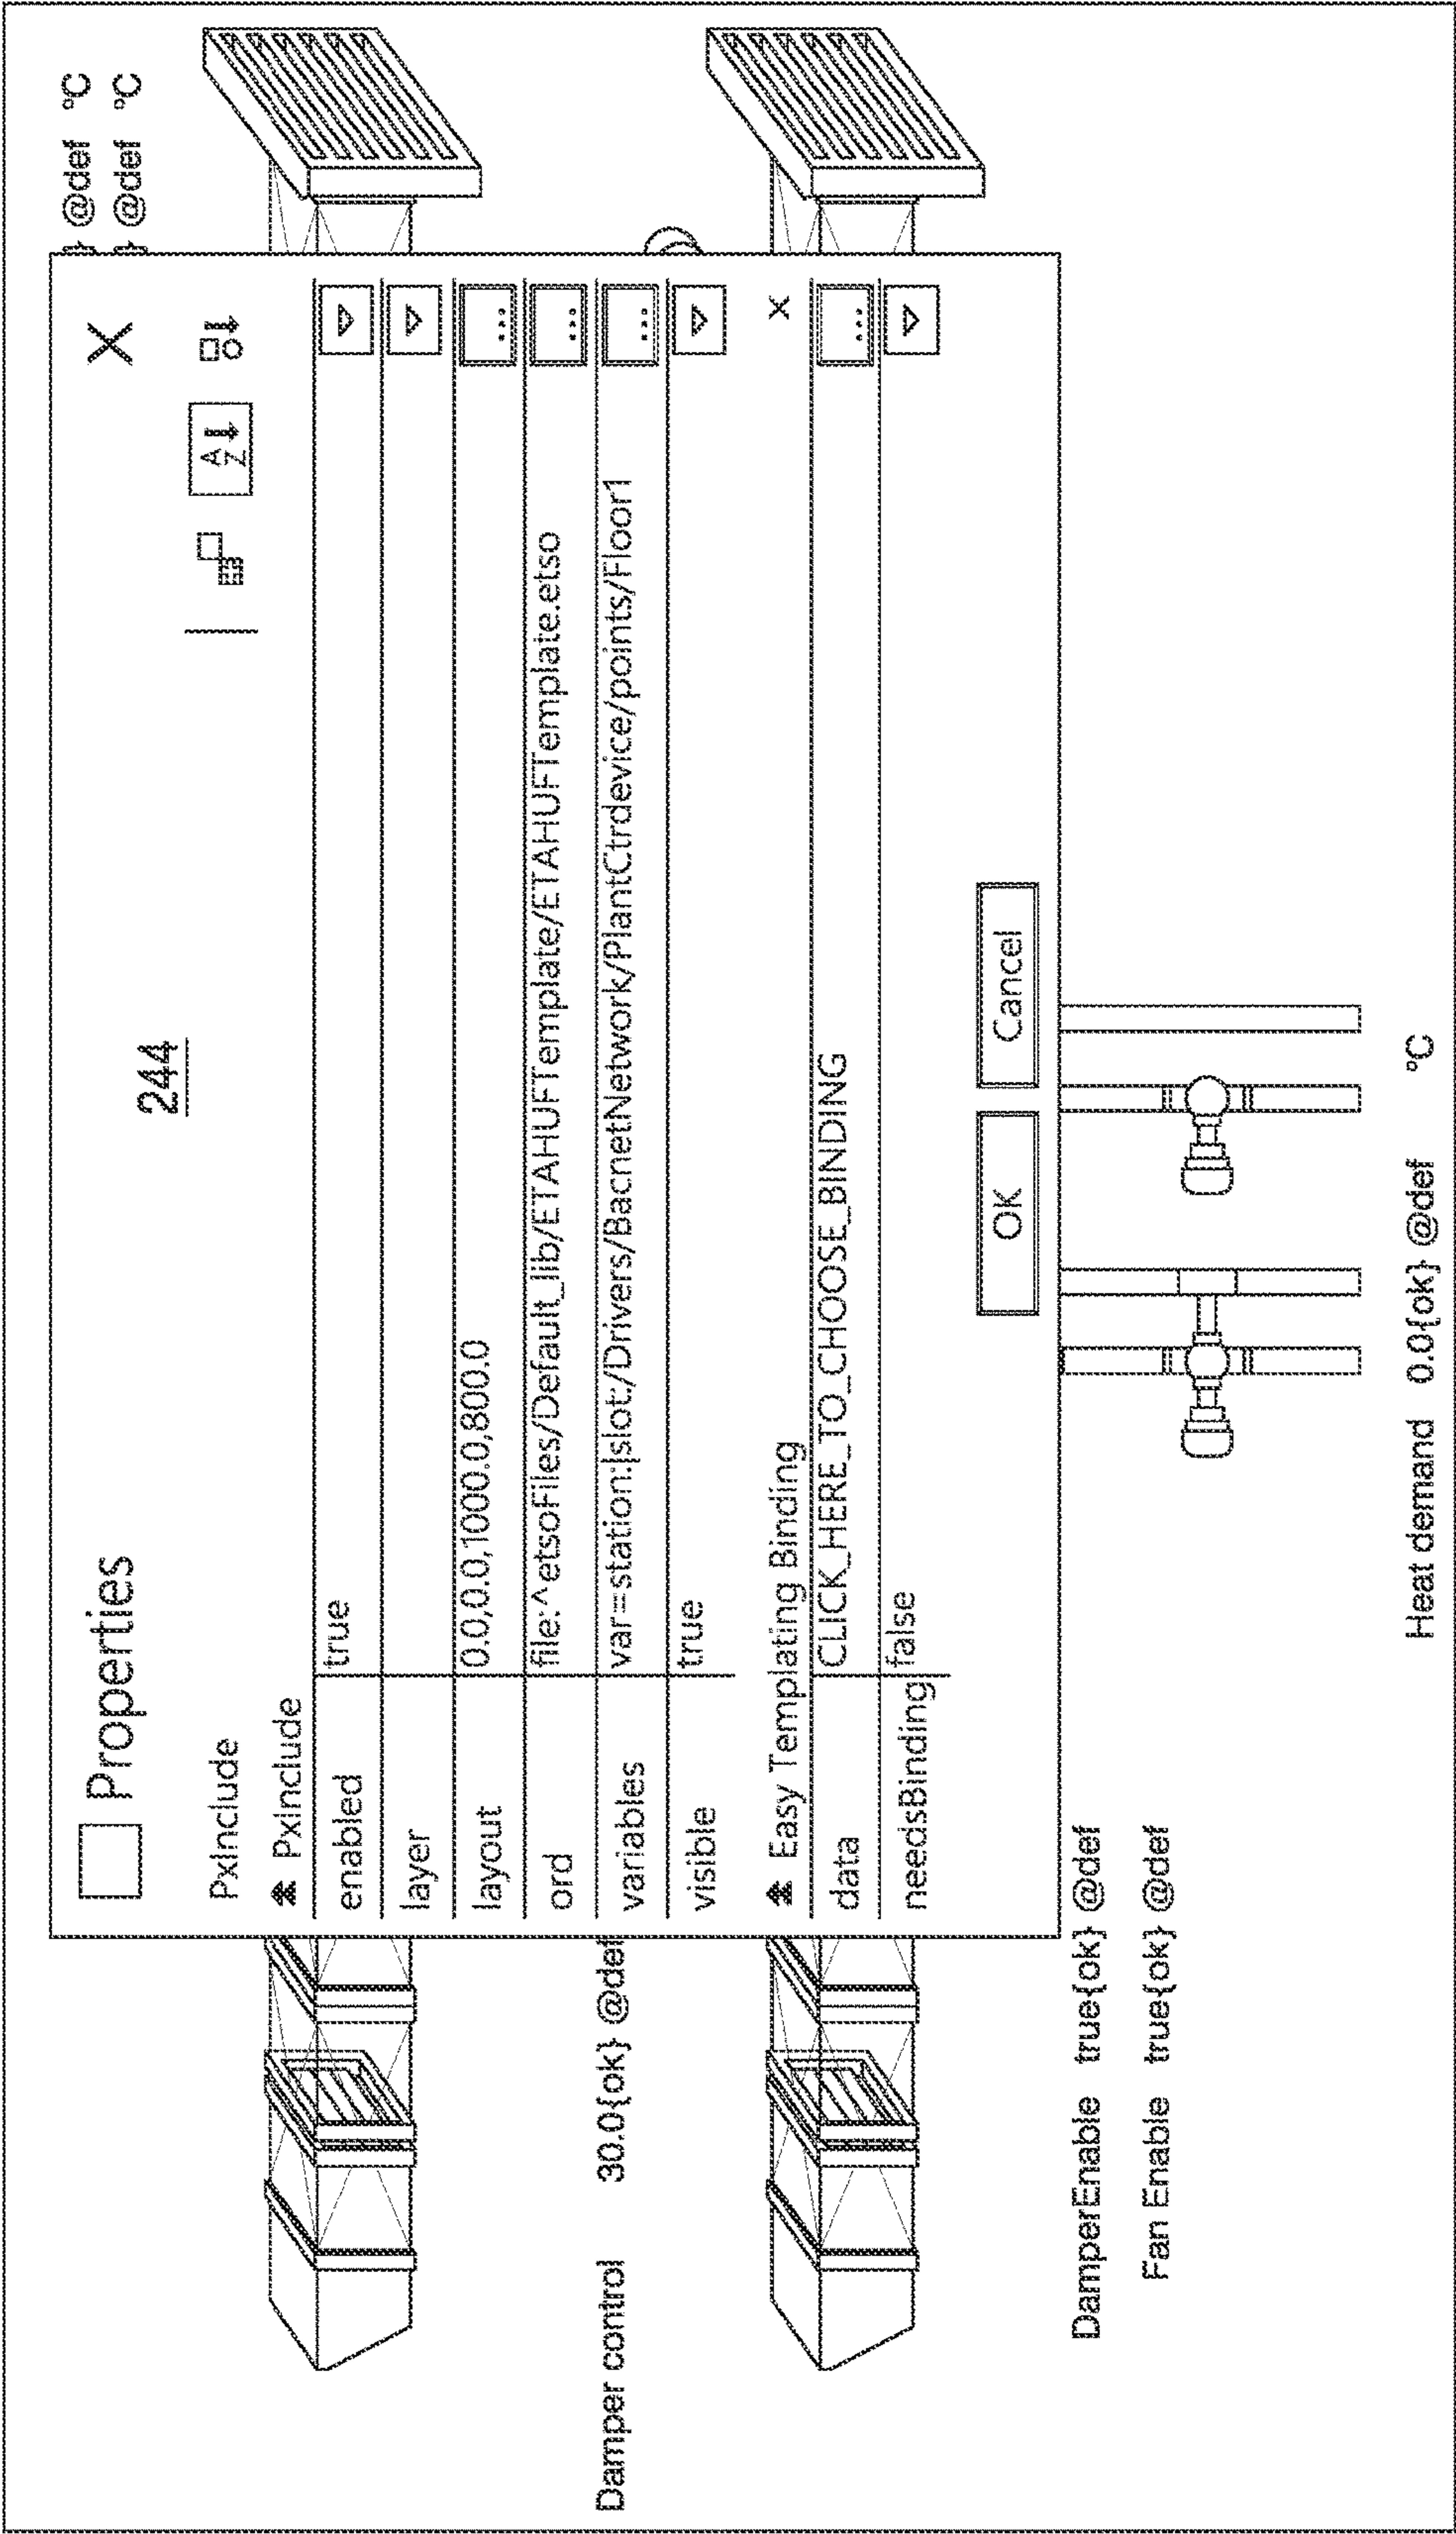 } @def °C
} @def °C
Properties X
244
PxInclude
A
Z
PxInclude
enabled true
layer
layout 0.0,0.0,1000.0,800.0 ...
ord file:^etsoFiles/Default_lib/ETAHUFTemplate/ETAHUFTemplate.etso ...
variables var=station:|slot:/Drivers/BacnetNetwork/PlantCtrdevice/points/Floor1 ...
visible true
Damper control 30.0{ok} @def
Easy Templating Binding x
data CLICK_HERE_TO_CHOOSE_BINDING ...
needsBinding false
OK Cancel
DamperEnable true{ok} @def
Fan Enable true{ok} @def
Heat demand 0.0{ok} @def °C